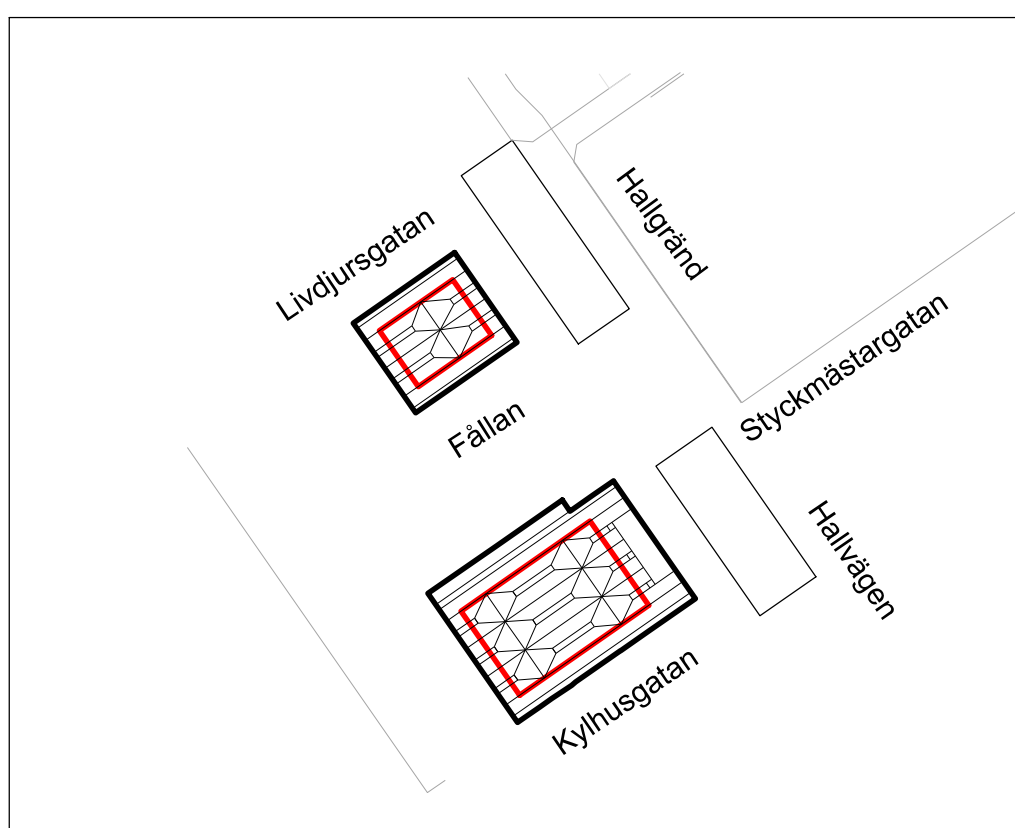 Livdjursgatan
Hallgränd
Styckmästargatan
Fållan
Hallvägen
Kylhusgatan